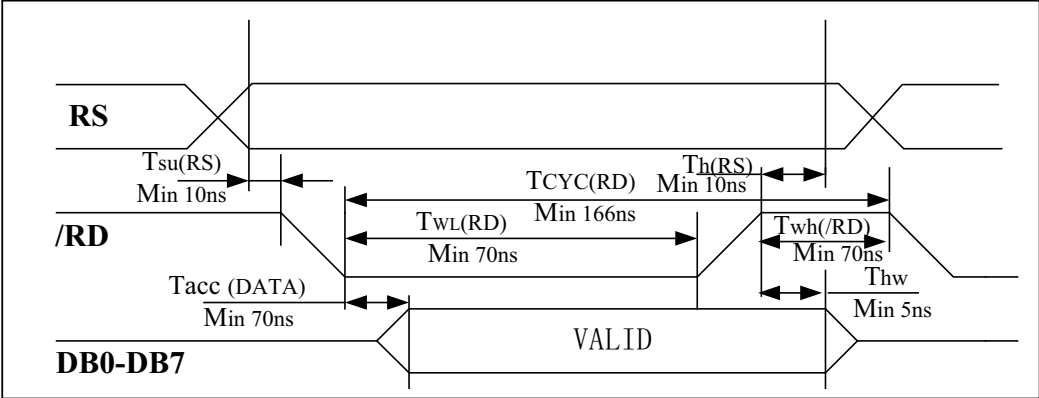 RS
Tsu(RS)
Min 10ns
Th(RS)
Min 10ns
TCYC(RD)
Min 166ns
/RD
TWL(RD)
Min 70ns
Twh(/RD)
Min 70ns
Tacc (DATA)
Min 70ns
Thw
Min 5ns
VALID
DB0-DB7